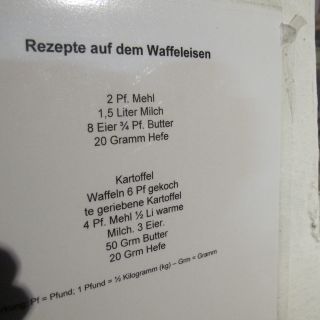 Rezepte auf dem Waffeleisen
2 Pf. Mehl
1,5 Liter Milch
8 Eier ¾ Pf. Butter
20 Gramm Hefe
Kartoffel
Waffeln 6 Pf gekoch
te geriebene Kartoffel
4 Pf. Mehl ½ Li warme
Milch. 3 Eier.
50 Grm Butter
20 Grm Hefe
Pf = Pfund; 1 Pfund = ½ Kilogramm (kg) – Grm = Gramm